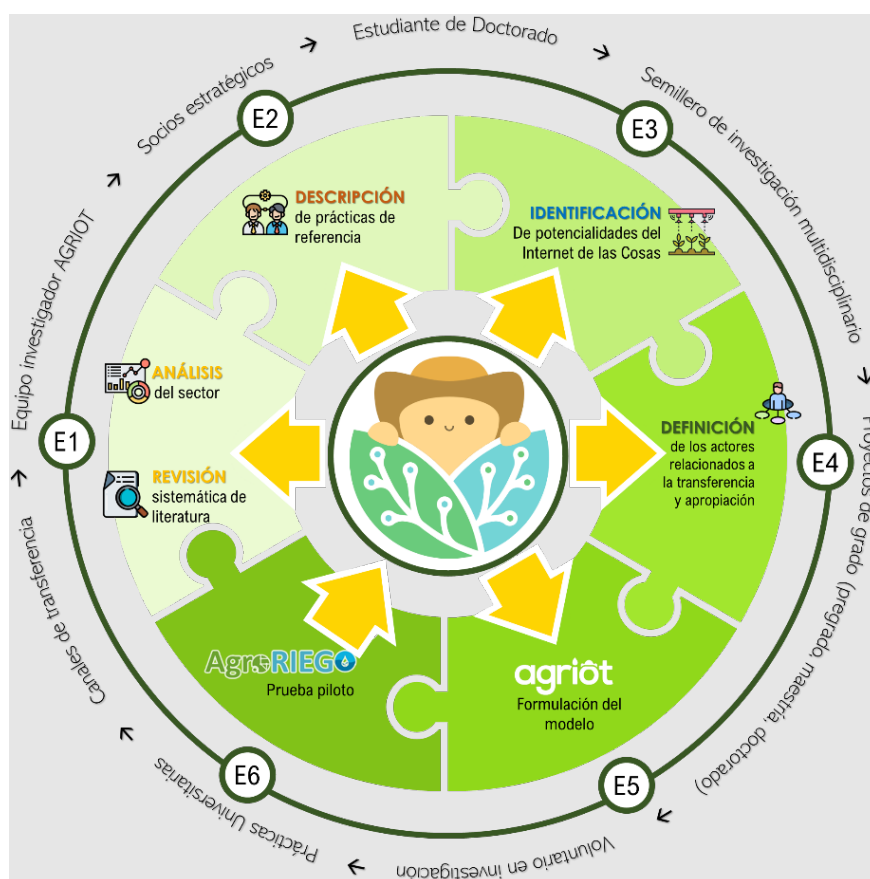 Equipo investigador AGRIOT
Socios estratégicos
Estudiante de Doctorado
Semillero de investigación multidisciplinario
Proyectos de grado (pregrado, maestría, doctorado)
Voluntario en investigación
Prácticas Universitarias
Canales de transferencia
E1
E2
E3
E4
E5
E6
ANÁLISIS
del sector
REVISIÓN
sistemática de
literatura
DESCRIPCIÓN
de prácticas de
referencia
IDENTIFICACIÓN
De potencialidades del
Internet de las Cosas
DEFINICIÓN
de los actores
relacionados a
la transferencia
y apropiación
agriôt
Formulación del
modelo
AgroRIEGO
Prueba piloto